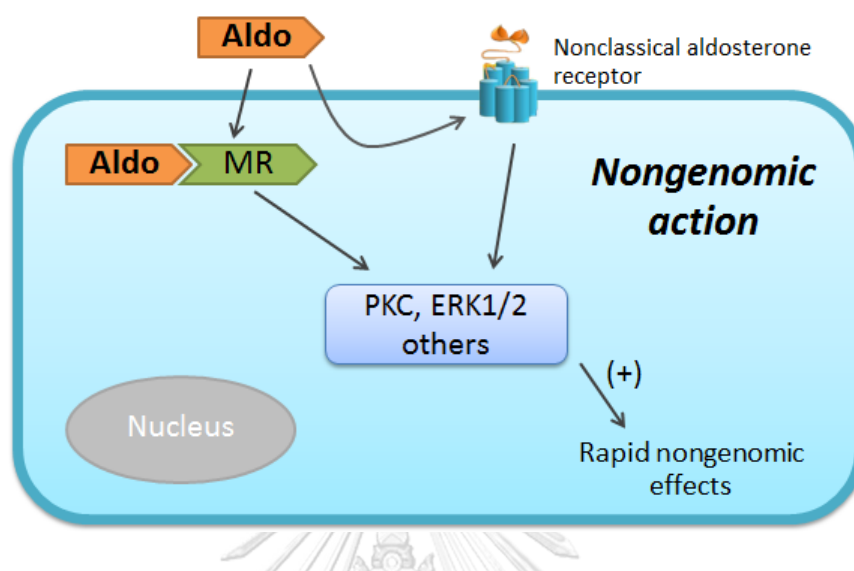 Aldo
Nonclassical aldosterone
receptor
Aldo MR
Nongenomic
action
PKC, ERK1/2
others
(+)
Nucleus
Rapid nongenomic
effects